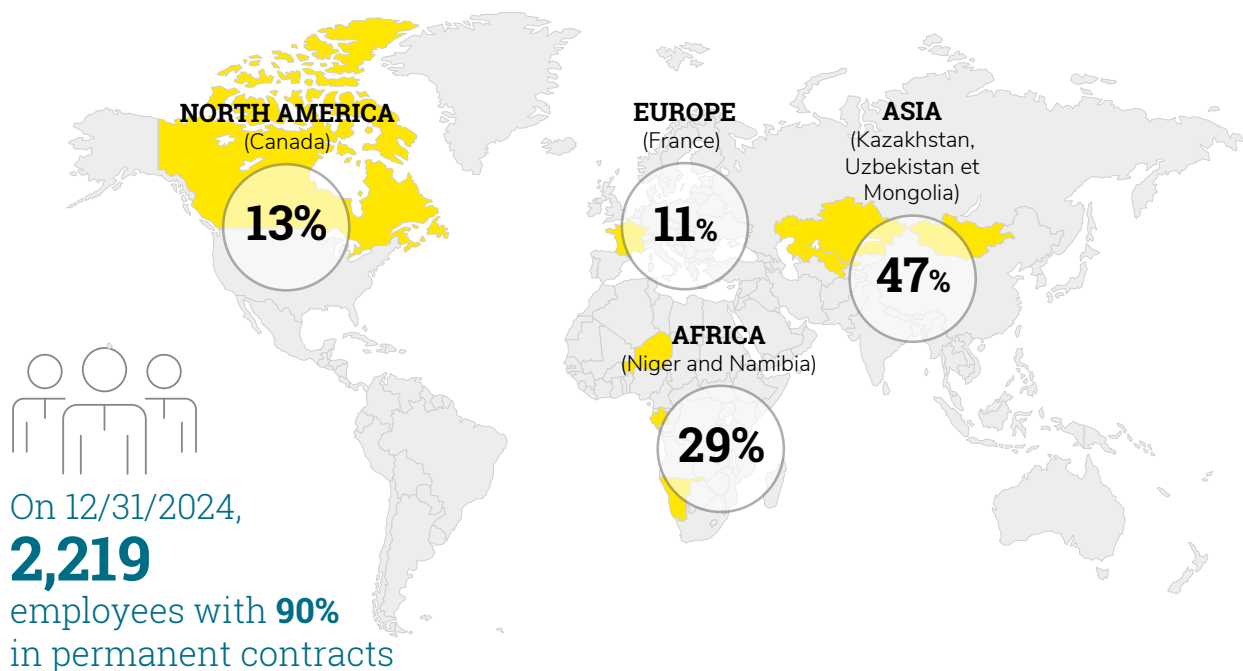 NORTH AMERICA
(Canada)
13%
EUROPE
(France)
11%
ASIA
(Kazakhstan,
Uzbekistan et
Mongolia)
47%
AFRICA
(Niger and Namibia)
29%
On 12/31/2024,
2,219
employees with 90%
in permanent contracts